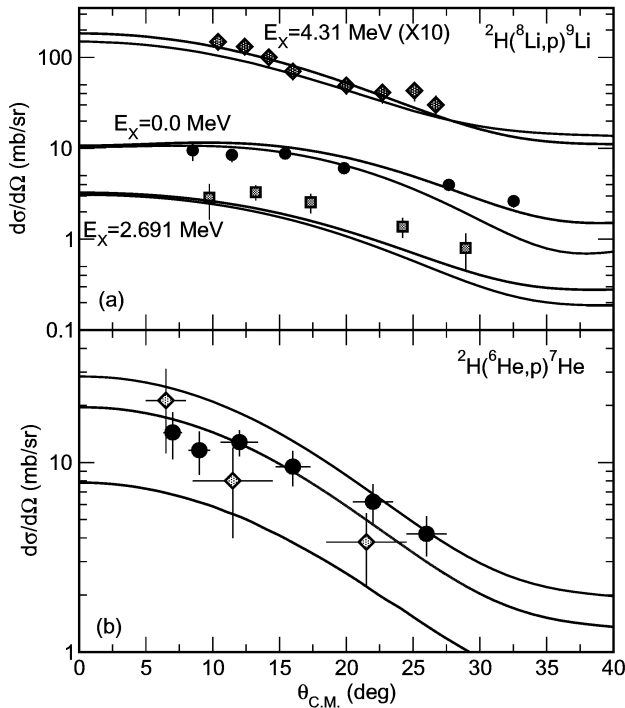 E_X=4.31 MeV (X10)
²H(⁸Li,p)⁹Li
100
E_X=0.0 MeV
10
dσ/dΩ (mb/sr)
1
E_X=2.691 MeV
(a)
0.1
²H(⁶He,p)⁷He
10
dσ/dΩ (mb/sr)
(b)
1
0 5 10 15 20 25 30 35 40
θ_C.M. (deg)